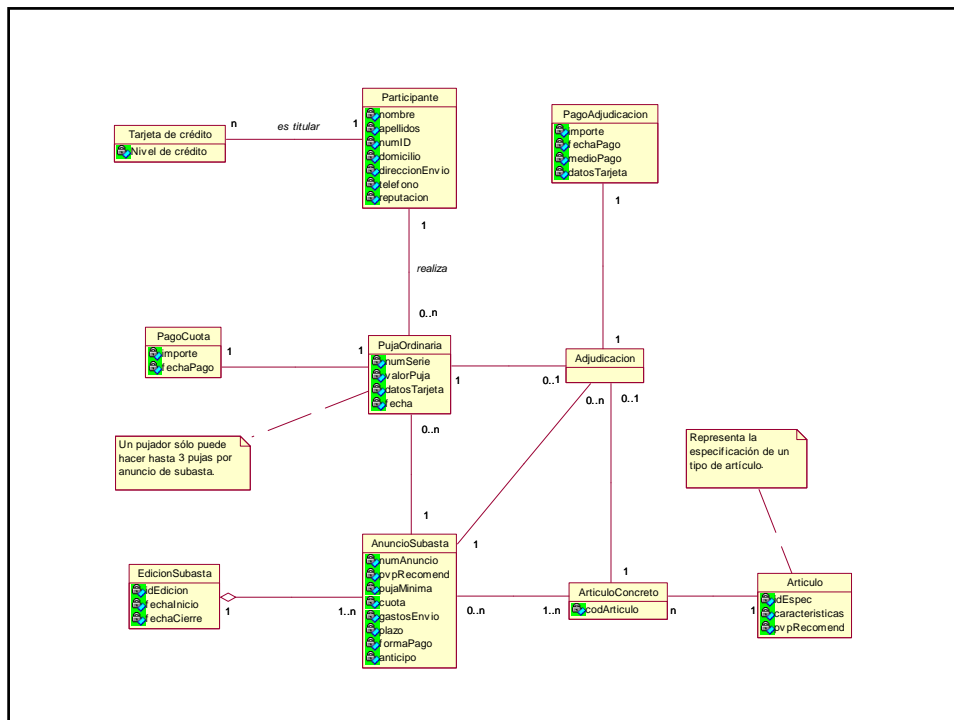 Participante
nombre
apellidos
numID
domicilio
direccionEnvio
telefono
reputacion
Tarjeta de crédito
Nivel de crédito
n
es titular
1
PagoAdjudicacion
importe
fechaPago
medioPago
datosTarjeta
1
1
realiza
0..n
PagoCuota
importe
fechaPago
1
1
PujaOrdinaria
numSerie
valorPuja
datosTarjeta
fecha
1
0..1
1
Adjudicacion
0..n
0..1
0..n
Un pujador sólo puede
hacer hasta 3 pujas por
anuncio de subasta.
Representa la
especificación de un
tipo de artículo.
1
1
1
EdicionSubasta
idEdicion
fechaInicio
fechaCierre
1
1..n
AnuncioSubasta
numAnuncio
pvpRecomend
pujaMinima
cuota
gastosEnvio
plazo
formaPago
anticipo
0..n
1..n
ArticuloConcreto
codArticulo
n
1
Articulo
idEspec
caracteristicas
pvpRecomend